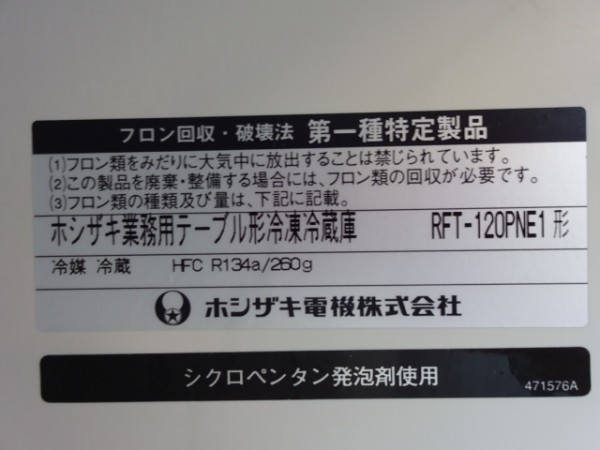 フロン回収・破壊法 第一種特定製品
(1)フロン類をみだりに大気中に放出することは禁じられています。
(2)この製品を廃棄・整備する場合には、フロン類の回収が必要です。
(3)フロン類の種類及び量は、下記に記載。
ホシザキ業務用テーブル形冷凍冷蔵庫 RFT-120PNE1形
冷媒 冷蔵 HFC R134a/260g
ホシザキ電機株式会社
シクロペンタン発泡剤使用
471576A